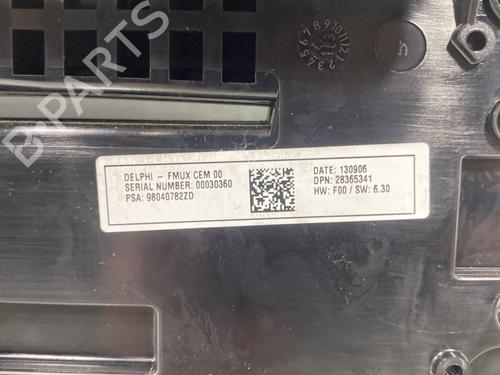 DELPHI - FMUX CEM 00
SERIAL NUMBER: 00030360
PSA: 98040782ZD
DATE: 130906
DPN: 28365341
HW: F00 / SW: 6.30
B-PARTS